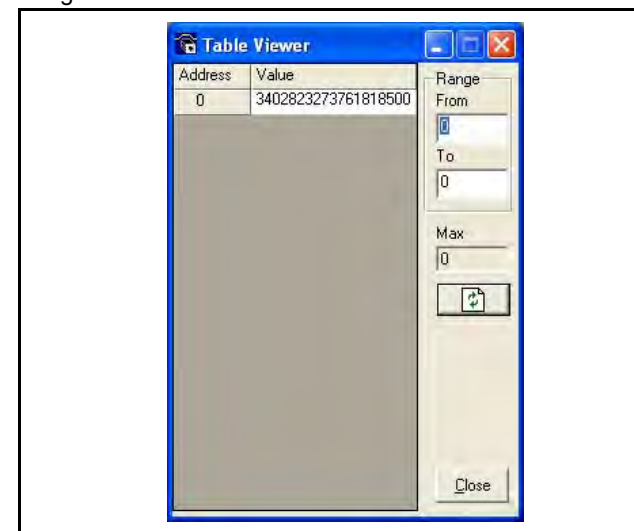 Table Viewer
Address Value
0 3402823273761818500
Range
From
0
To
0
Max
0
Close